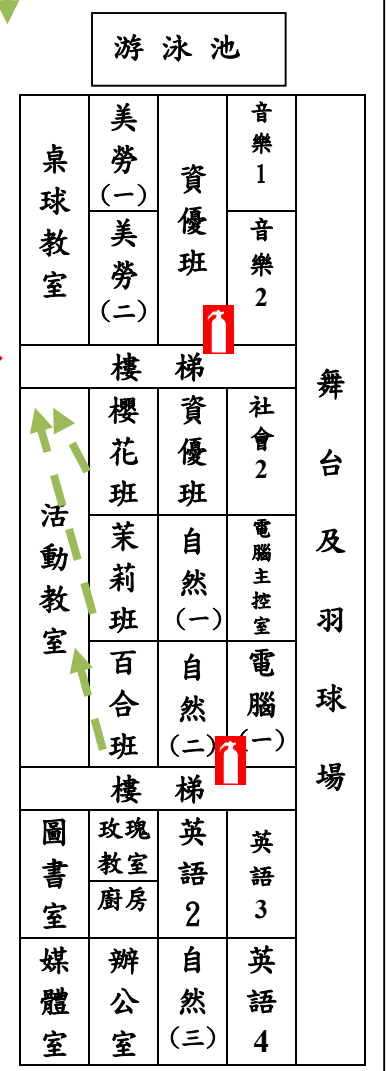 游泳池
桌球教室
美勞(一)
美勞(二)
資優班
音樂1
音樂2
樓梯
活動教室
櫻花班
茉莉班
百合班
資優班
自然(一)
自然(二)
社會2
電腦主控室
電腦(一)
樓梯
圖書室
玫瑰教室
廚房
英語2
英語3
媒體室
辦公室
自然(三)
英語4
舞台及羽球場